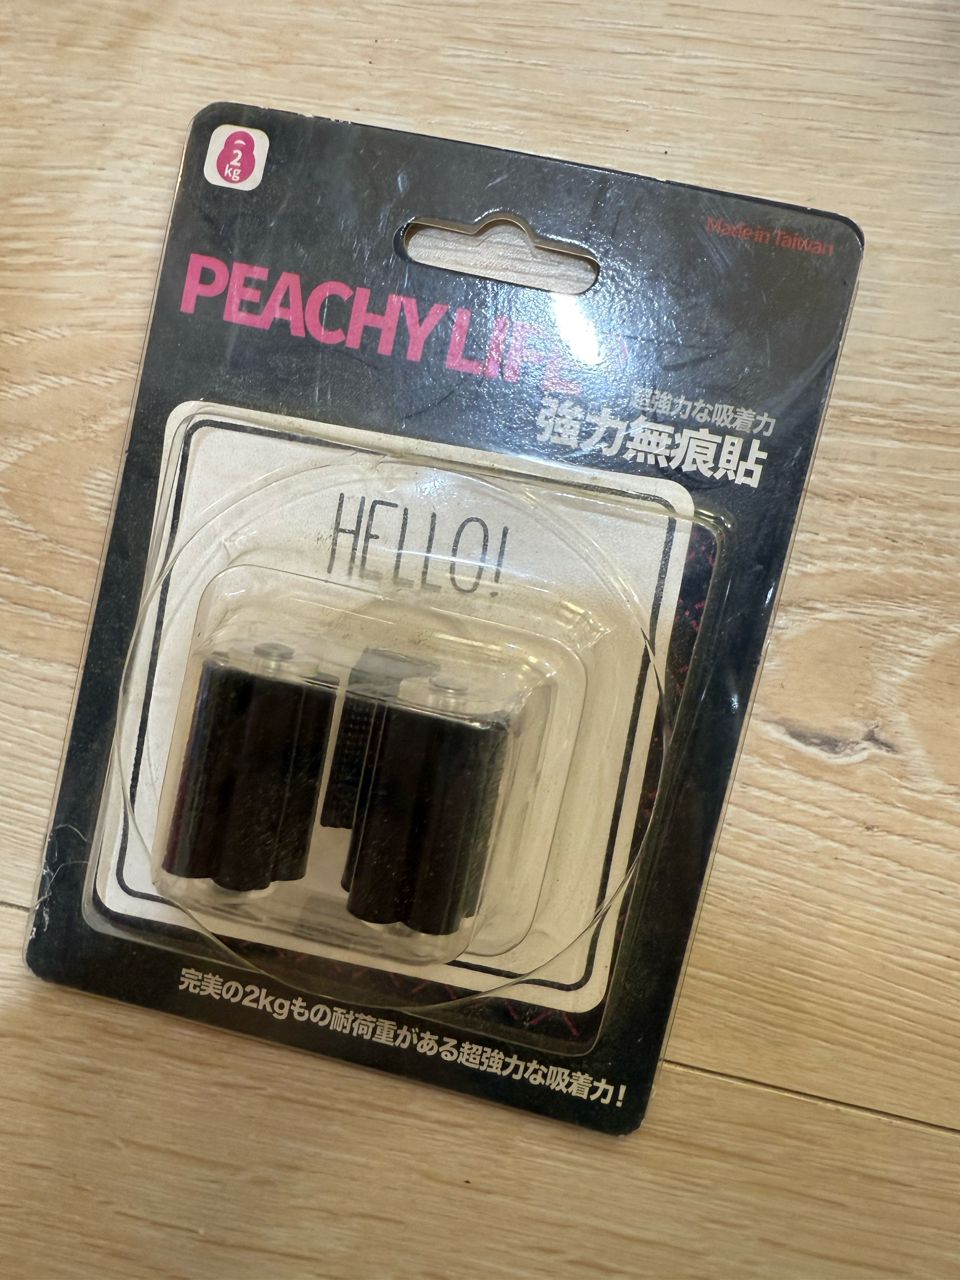 2
kg
Made in Taiwan
PEACHY LIFE
超強力な吸着力
強力無痕貼
HELLO!
完美の2kgもの耐荷重がある超強力な吸着力!